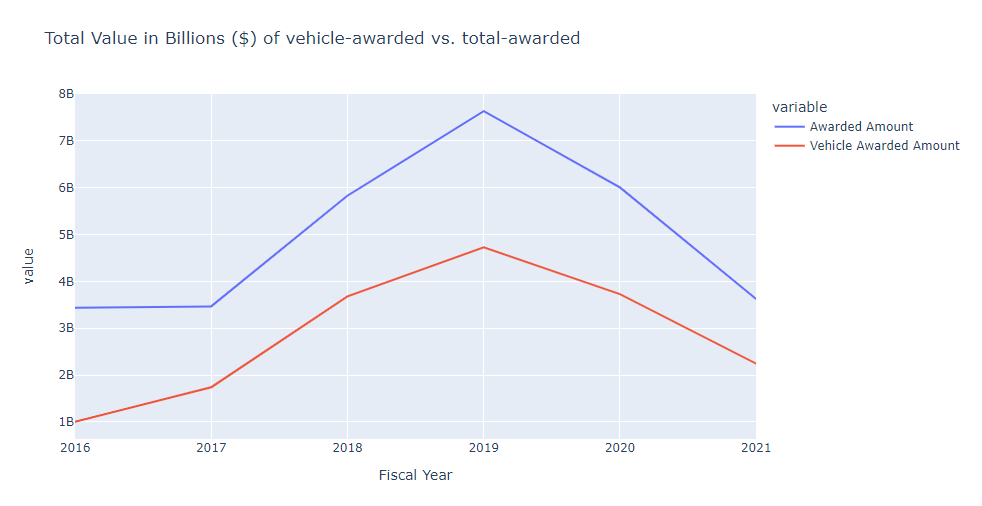 Total Value in Billions ($) of vehicle-awarded vs. total-awarded
8B
7B
6B
5B
4B
3B
2B
1B
value
2016 2017 2018 2019 2020 2021
Fiscal Year
variable
Awarded Amount
Vehicle Awarded Amount